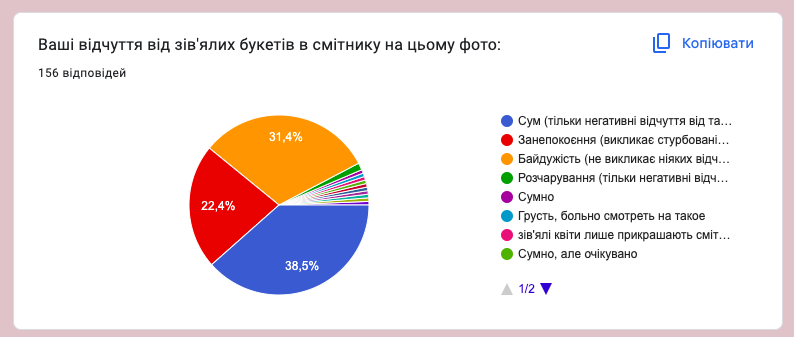 Ваші відчуття від зів'ялих букетів в смітнику на цьому фото:
Копіювати
156 відповідей
31,4%
22,4%
38,5%
Сум (тільки негативні відчуття від та…
Занепокоєння (викликає стурбовані…
Байдужість (не викликає ніяких відч…
Розчарування (тільки негативні відч…
Сумно
Грусть, больно смотреть на такое
зів'ялі квіти лише прикрашають сміт…
Сумно, але очікувано
1/2